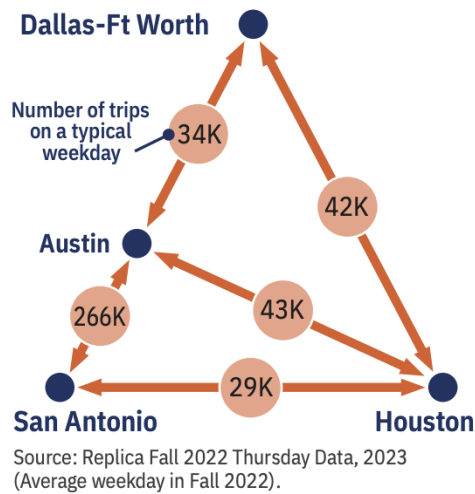 Dallas-Ft Worth
Number of trips
on a typical
weekday
34K
42K
Austin
266K
43K
29K
San Antonio
Houston
Source: Replica Fall 2022 Thursday Data, 2023
(Average weekday in Fall 2022).